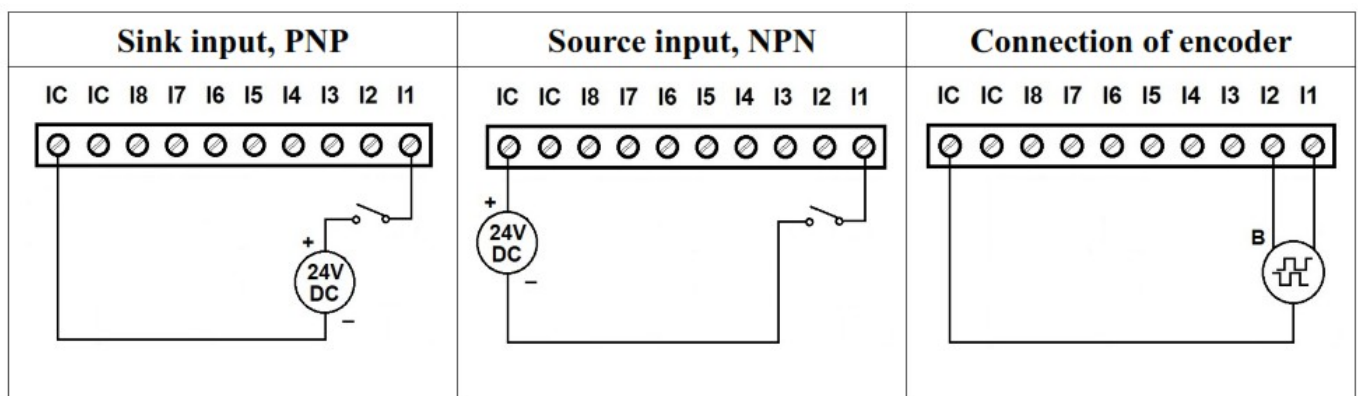 Sink input, PNP
IC IC I8 I7 I6 I5 I4 I3 I2 I1
+
24V
DC
–
Source input, NPN
IC IC I8 I7 I6 I5 I4 I3 I2 I1
+
24V
DC
–
Connection of encoder
IC IC I8 I7 I6 I5 I4 I3 I2 I1
B